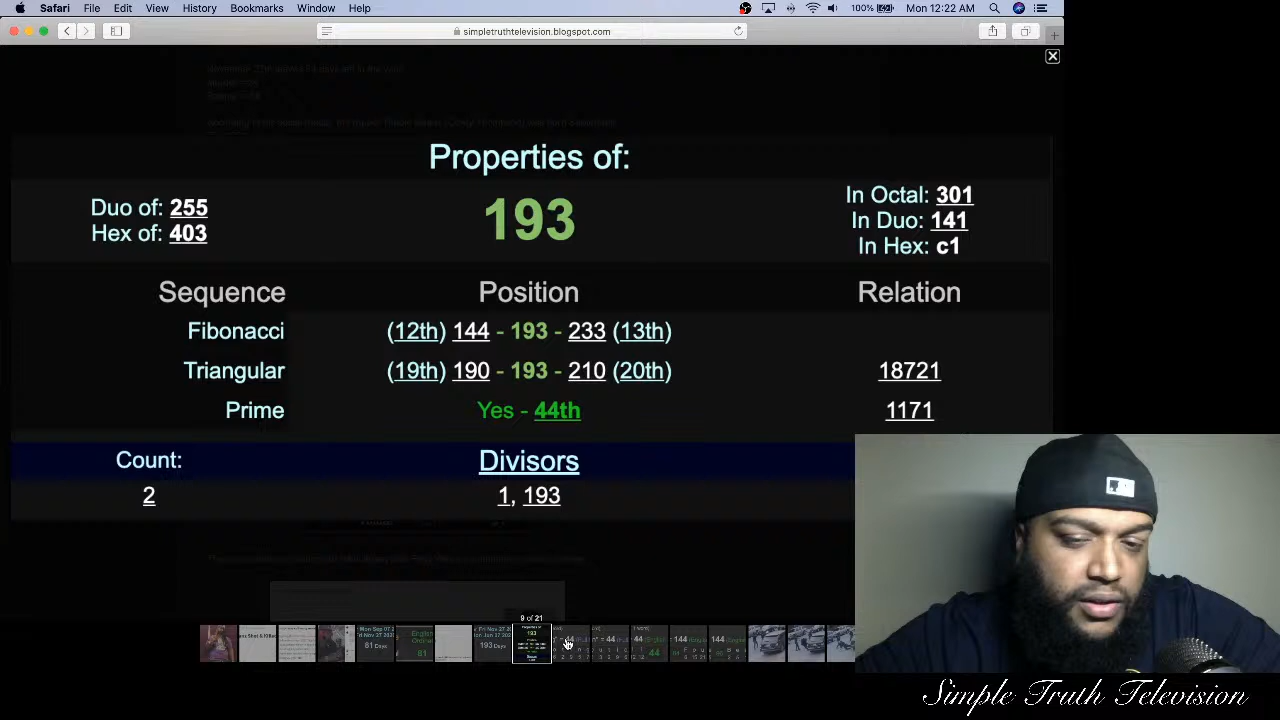 Safari File Edit View History Bookmarks Window Help 100% Mon 12:22 AM
simpletruthtelevision.blogspot.com
Properties of:
Duo of: 255
Hex of: 403
193
In Octal: 301
In Duo: 141
In Hex: c1
Sequence Position Relation
Fibonacci (12th) 144 - 193 - 233 (13th)
Triangular (19th) 190 - 193 - 210 (20th) 18721
Prime Yes - 44th 1171
Count: Divisors
2 1, 193
9 of 21
Simple Truth Television